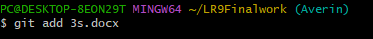 PC@DESKTOP-8EON29T MINGW64 ~/LR9Finalwork (Averin)
$ git add 3s.docx